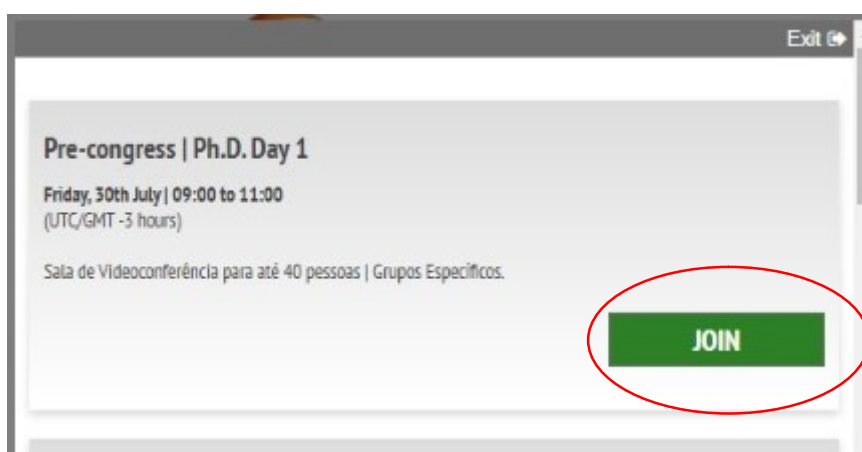 Exit
Pre-congress | Ph.D. Day 1
Friday, 30th July | 09:00 to 11:00
(UTC/GMT -3 hours)
Sala de Videoconferência para até 40 pessoas | Grupos Específicos.
JOIN